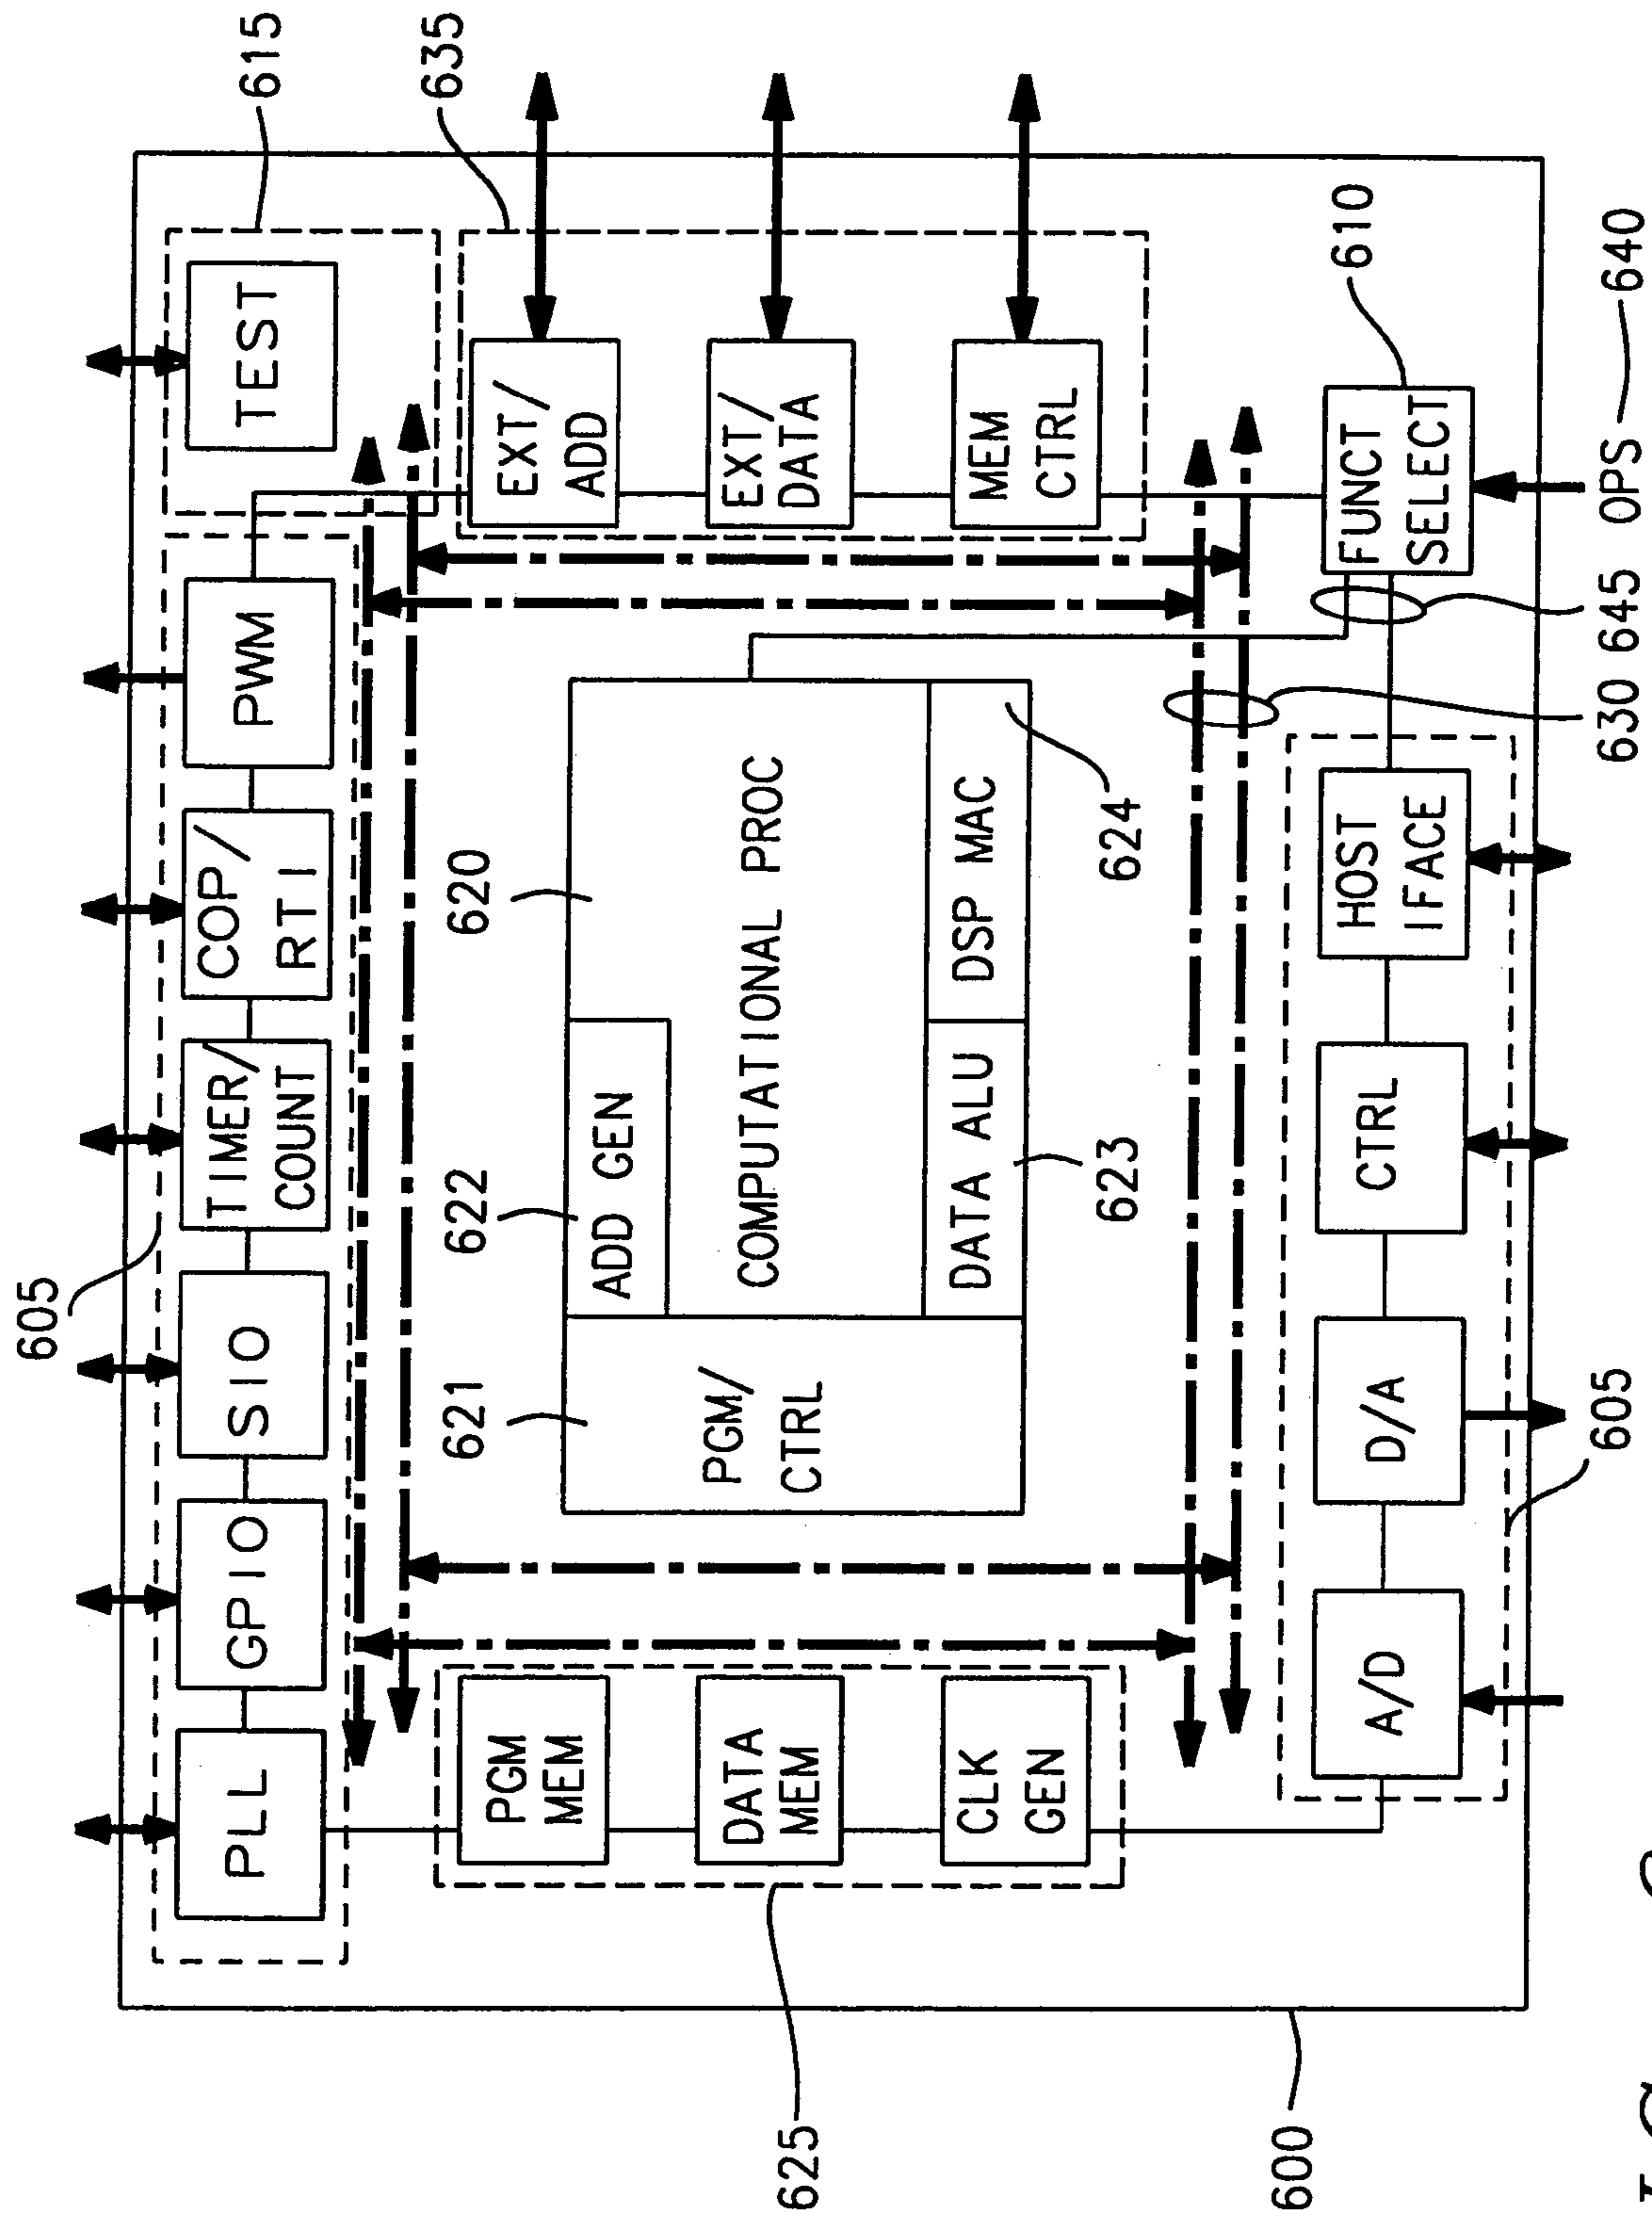 605
615
635
PLL
GPIO
SIO
TIMER/
COUNT
COP/
RTI
PWM
TEST
PGM
MEM
DATA
MEM
CLK
GEN
625
621
622
620
PGM/
CTRL
ADD GEN
COMPUTATIONAL PROC
DATA ALU
DSP MAC
623
624
EXT/
ADD
EXT/
DATA
MEM
CTRL
A/D
D/A
CTRL
HOST
IFACE
FUNCT
SELECT
610
600
605
630
645
OPS
640